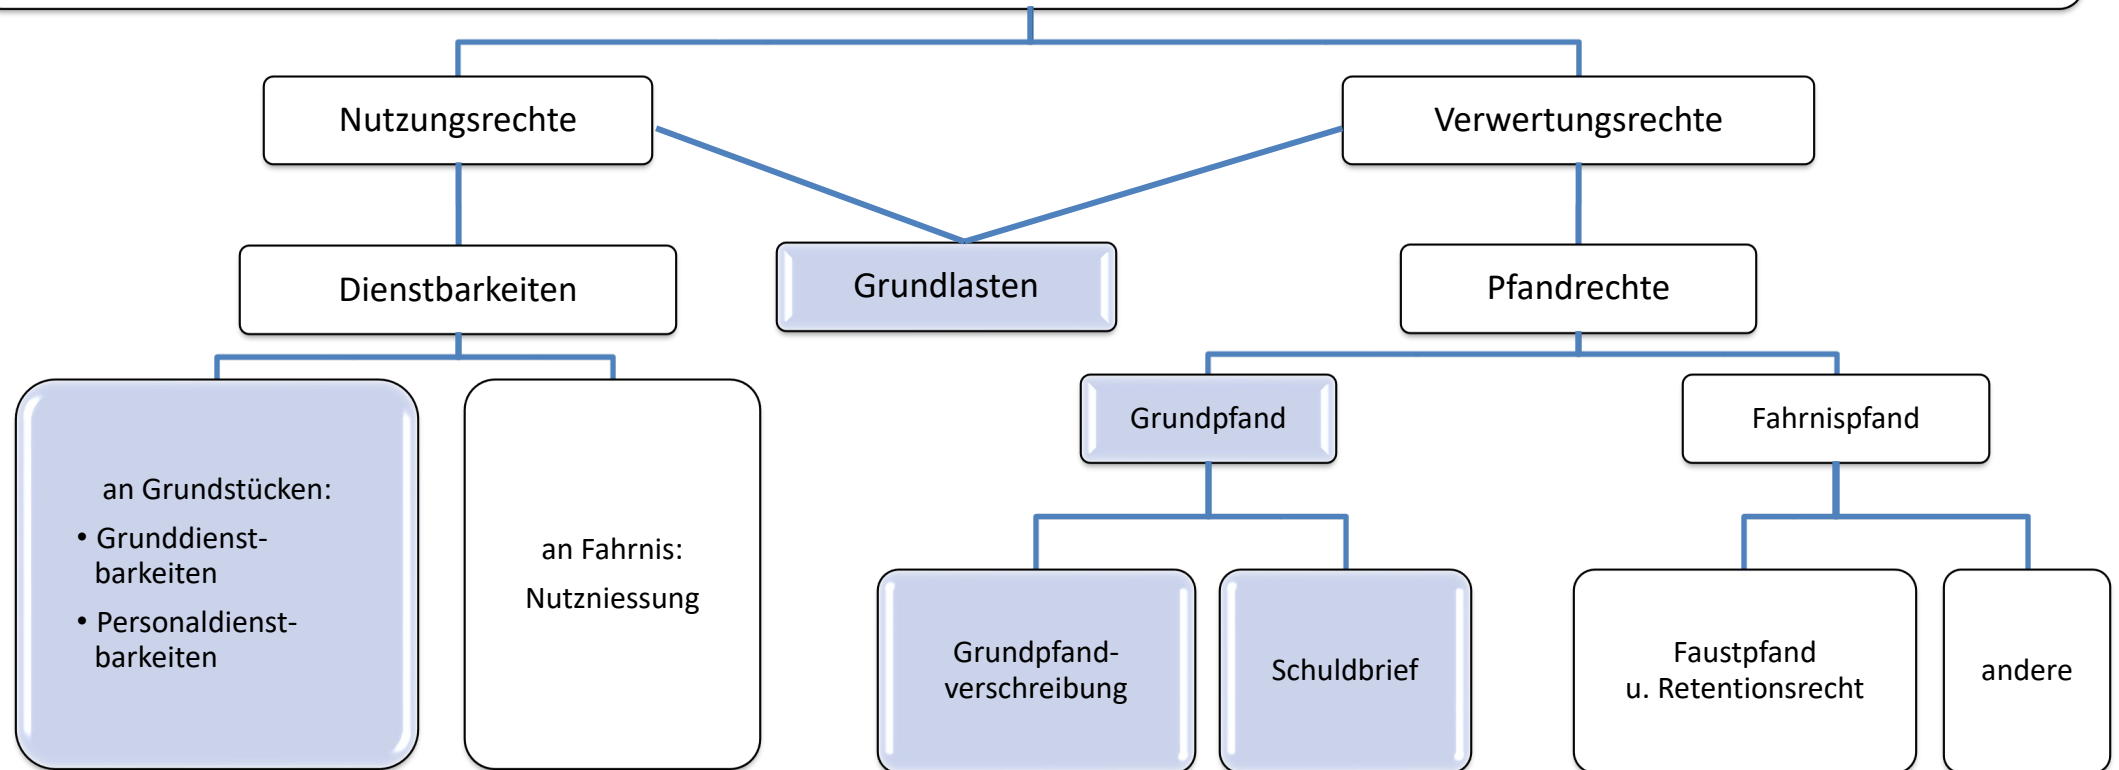 Nutzungsrechte
Verwertungsrechte
Dienstbarkeiten
Grundlasten
Pfandrechte
an Grundstücken:
• Grunddienst-
barkeiten
• Personaldienst-
barkeiten
an Fahrnis:
Nutzniessung
Grundpfand
Fahrnispfand
Grundpfand-
verschreibung
Schuldbrief
Faustpfand
u. Retentionsrecht
andere